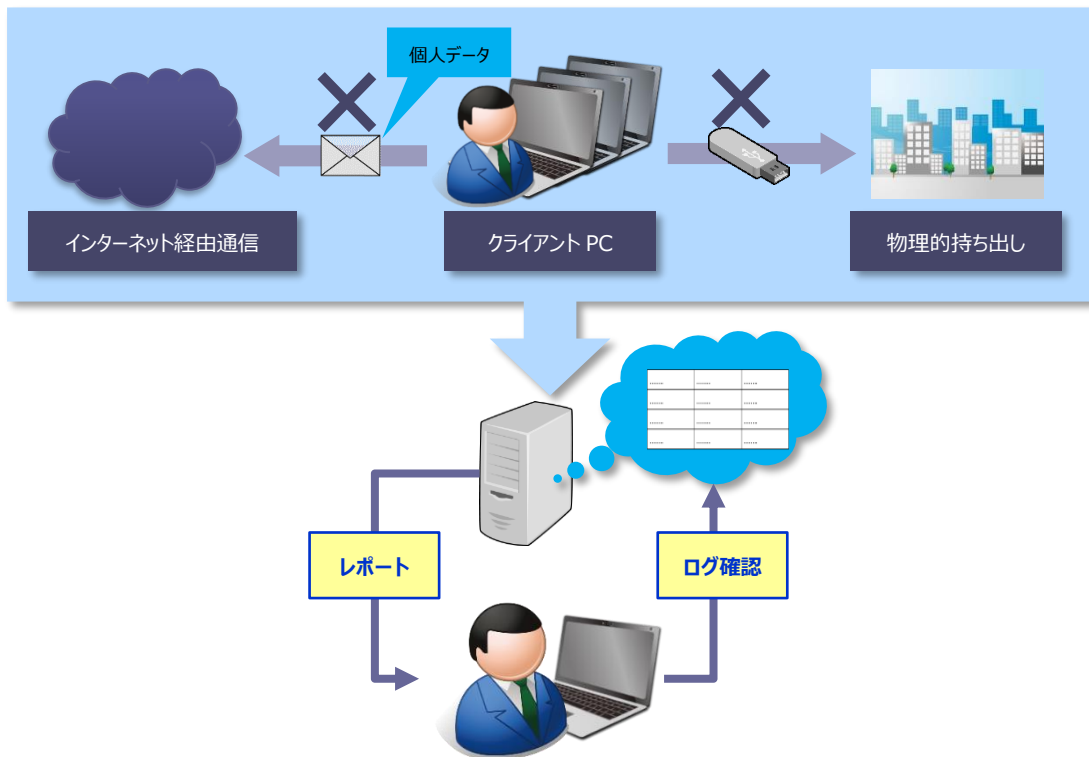 個人データ
インターネット経由通信
クライアント PC
物理的持ち出し
レポート
ログ確認